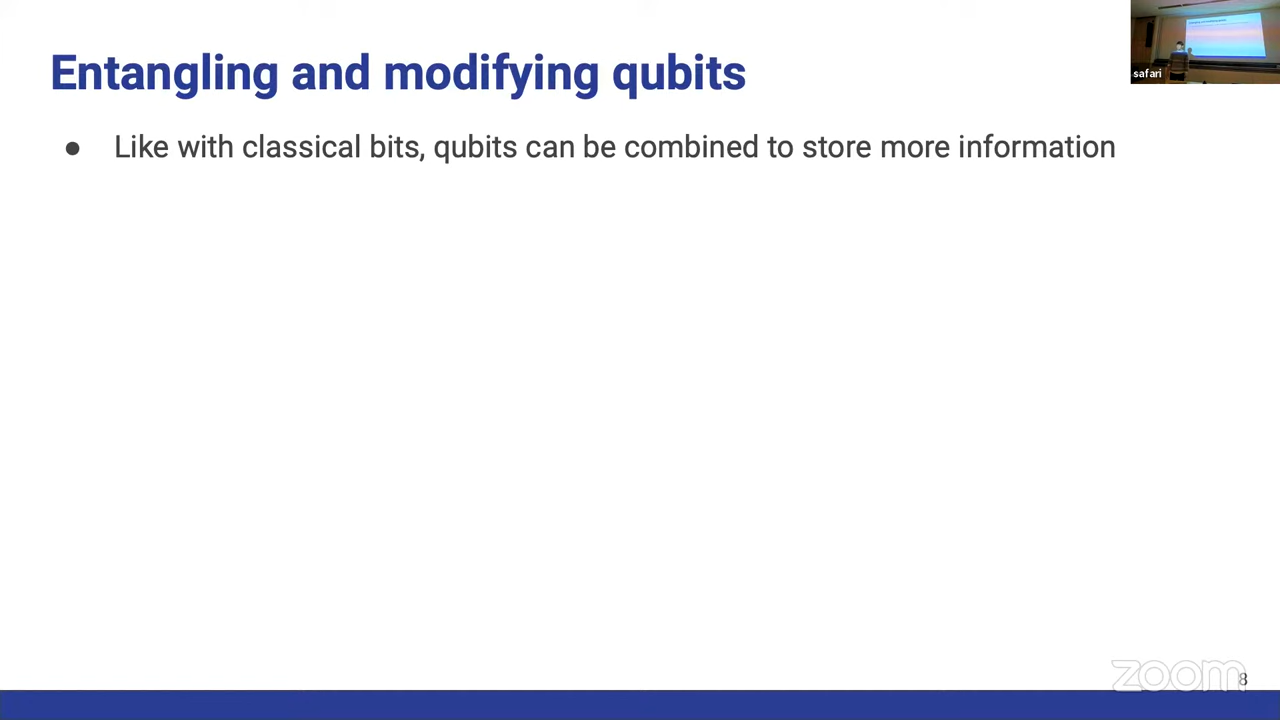 safari
Entangling and modifying qubits
● Like with classical bits, qubits can be combined to store more information
zoom
8